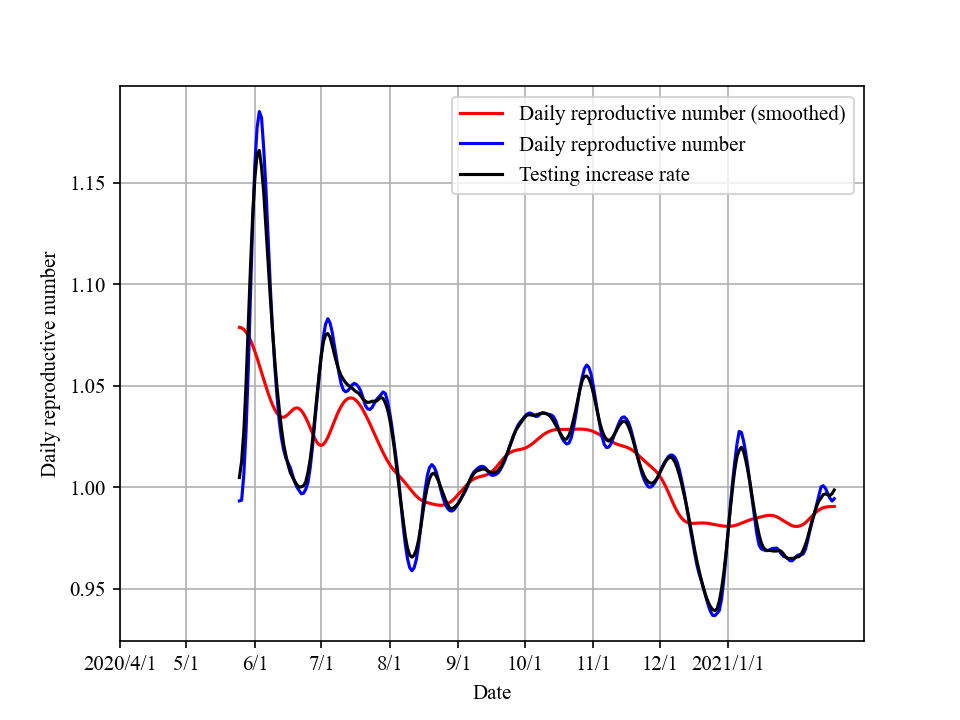 Daily reproductive number (smoothed)
Daily reproductive number
Testing increase rate
1.15
1.10
1.05
1.00
0.95
Daily reproductive number
2020/4/1 5/1 6/1 7/1 8/1 9/1 10/1 11/1 12/1 2021/1/1
Date